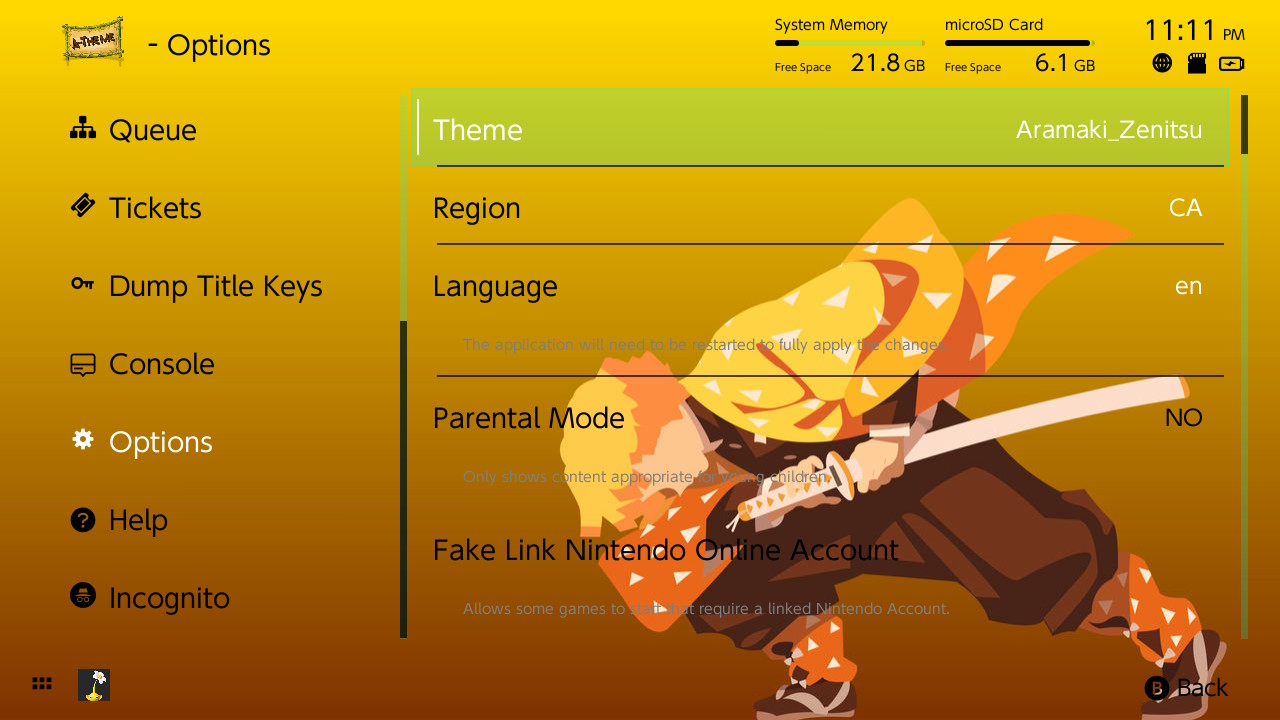 A-THEME
- Options
System Memory
Free Space 21.8 GB
microSD Card
Free Space 6.1 GB
11:11 PM
Queue
Tickets
Dump Title Keys
Console
Options
Help
Incognito
Theme Aramaki_Zenitsu
Region CA
Language en
The application will need to be restarted to fully apply the changes.
Parental Mode NO
Only shows content appropriate for young children.
Fake Link Nintendo Online Account
Allows some games to start that require a linked Nintendo Account.
B Back